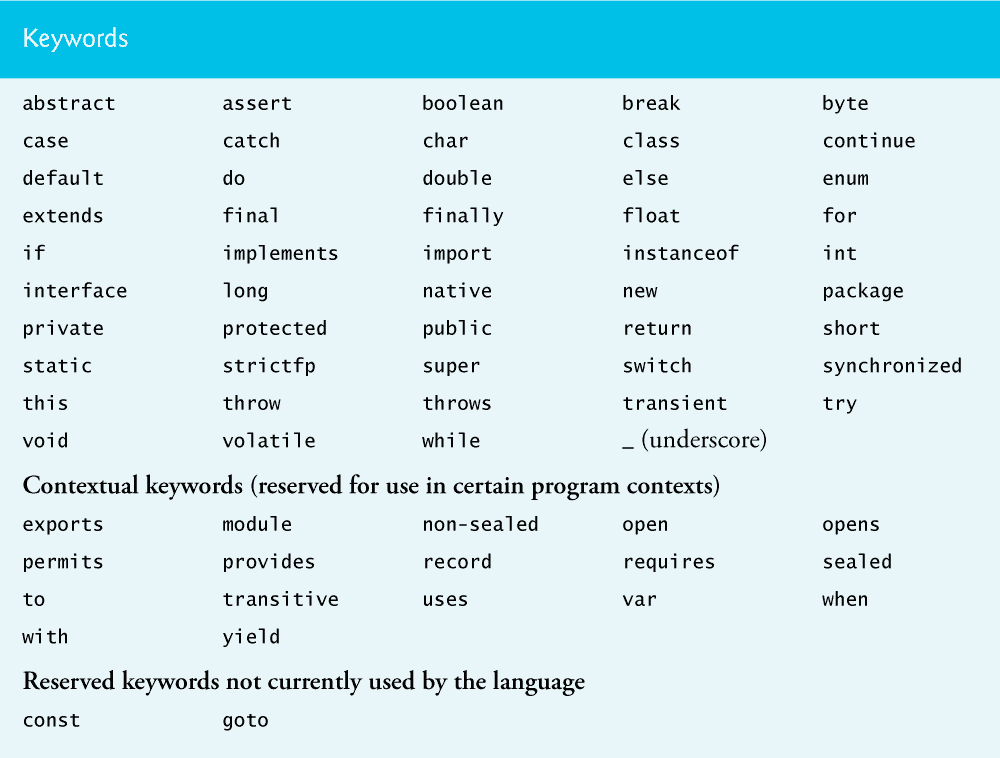 Keywords
abstract assert boolean break byte
case catch char class continue
default do double else enum
extends final finally float for
if implements import instanceof int
interface long native new package
private protected public return short
static strictfp super switch synchronized
this throw throws transient try
void volatile while _ (underscore)
Contextual keywords (reserved for use in certain program contexts)
exports module non-sealed open opens
permits provides record requires sealed
to transitive uses var when
with yield
Reserved keywords not currently used by the language
const goto